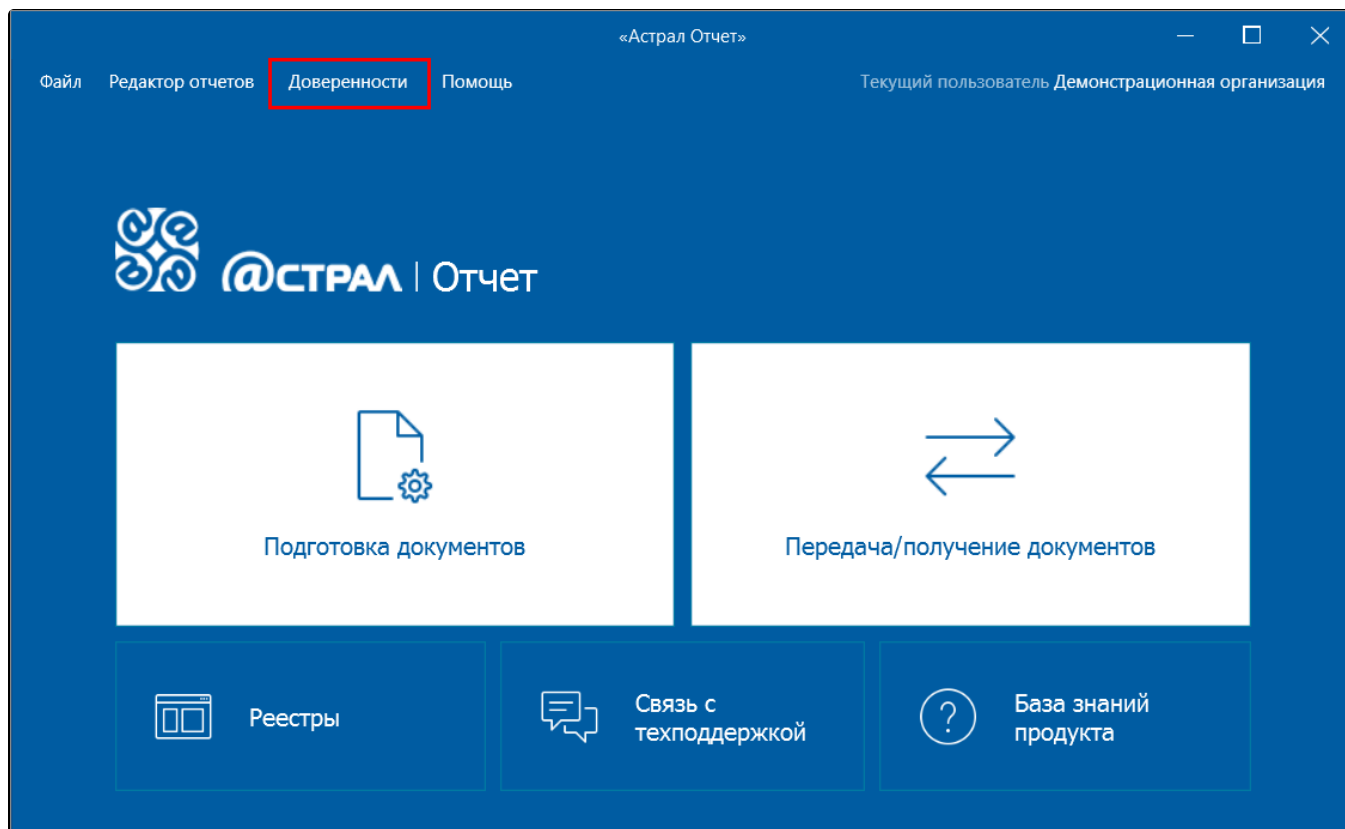 «Астрал Отчет»
Файл Редактор отчетов Доверенности Помощь Текущий пользователь Демонстрационная организация
@СТРАЛ | Отчет
Подготовка документов
Передача/получение документов
Реестры
Связь с
техподдержкой
База знаний
продукта